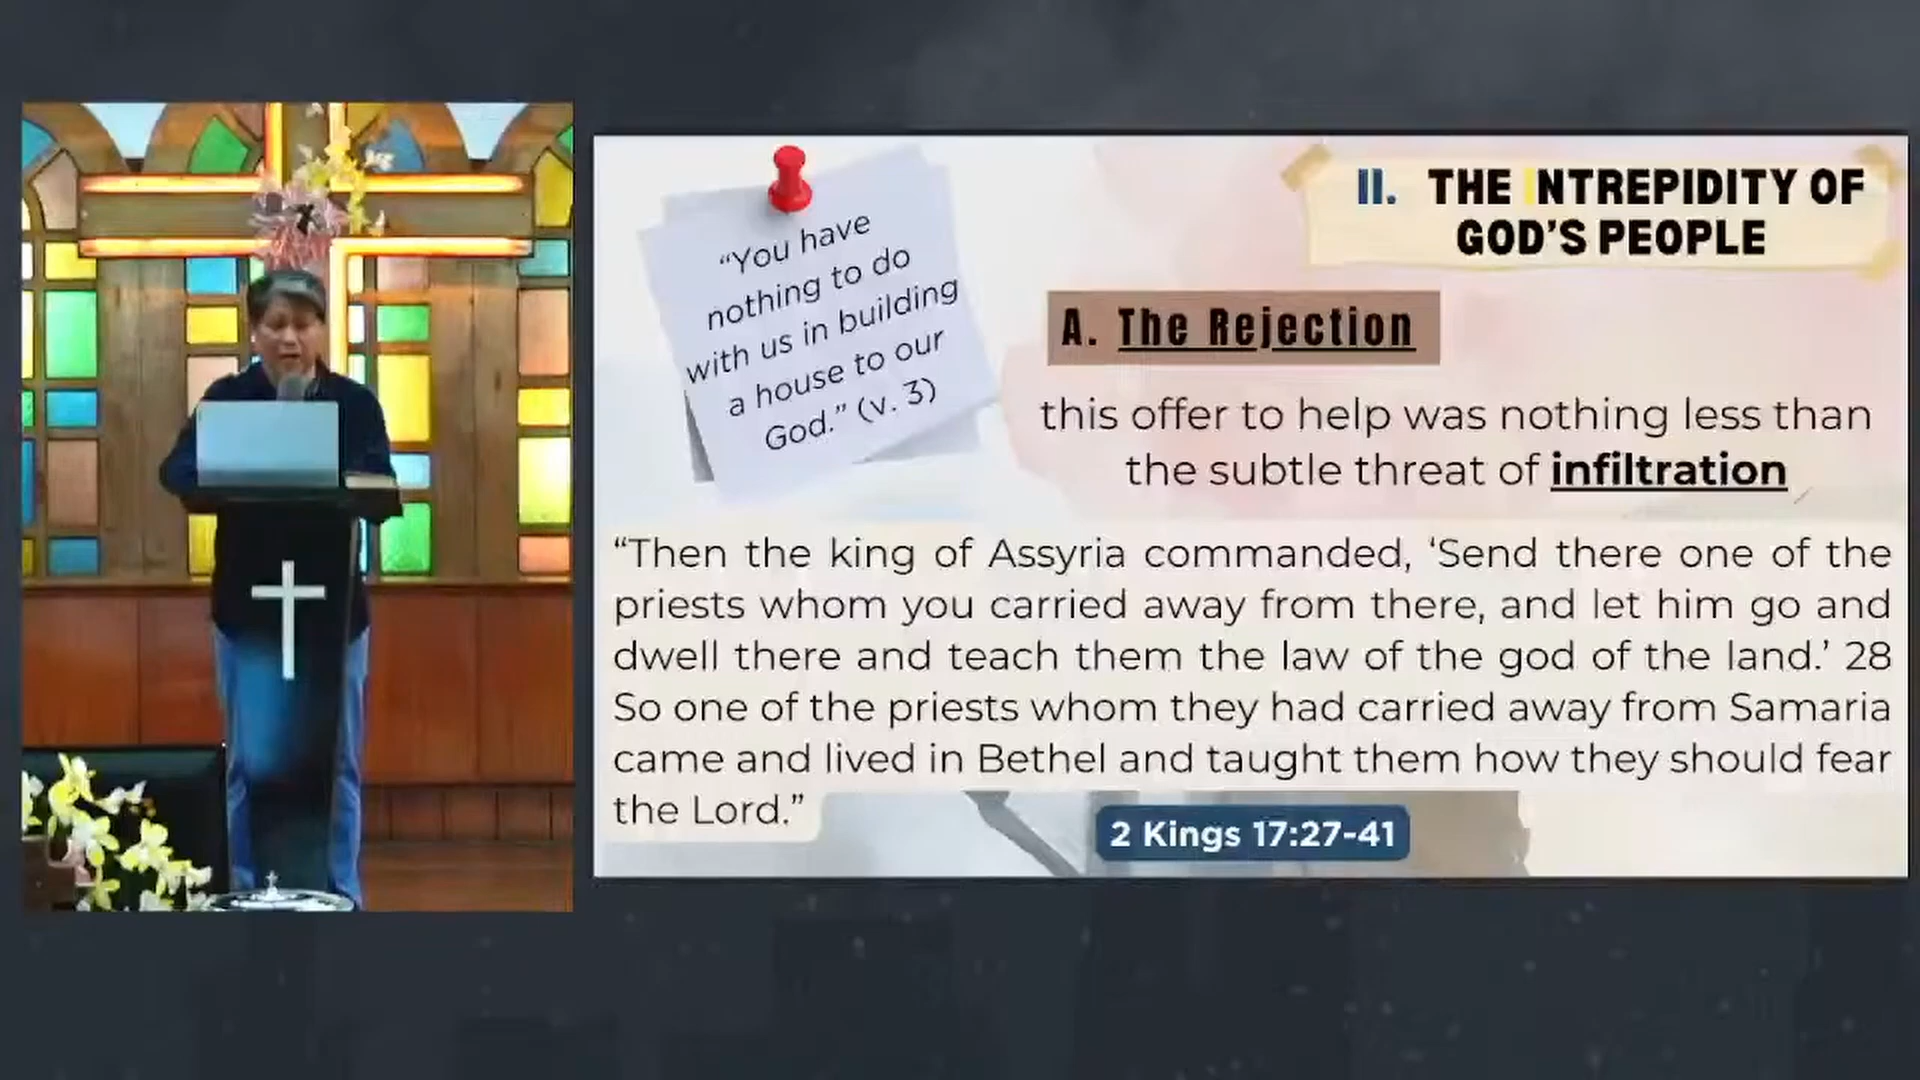 “You have
nothing to do
with us in building
a house to our
God.” (v. 3)
II. THE INTREPIDITY OF
GOD’S PEOPLE
A. The Rejection
this offer to help was nothing less than
the subtle threat of infiltration
“Then the king of Assyria commanded, ‘Send there one of the
priests whom you carried away from there, and let him go and
dwell there and teach them the law of the god of the land.’ 28
So one of the priests whom they had carried away from Samaria
came and lived in Bethel and taught them how they should fear
the Lord.”
2 Kings 17:27-41